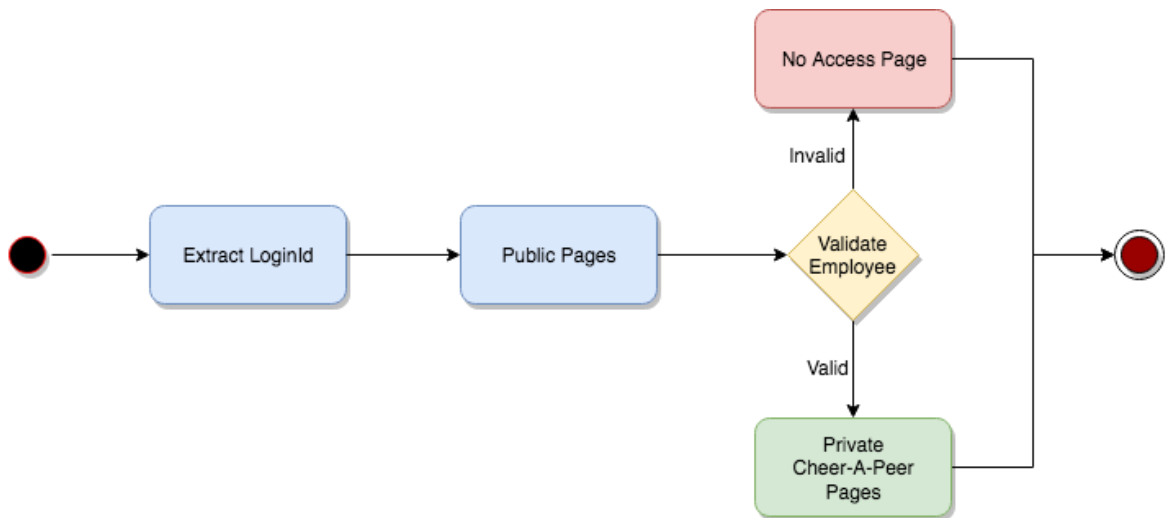 No Access Page
Invalid
Extract LoginId
Public Pages
Validate
Employee
Valid
Private
Cheer-A-Peer
Pages